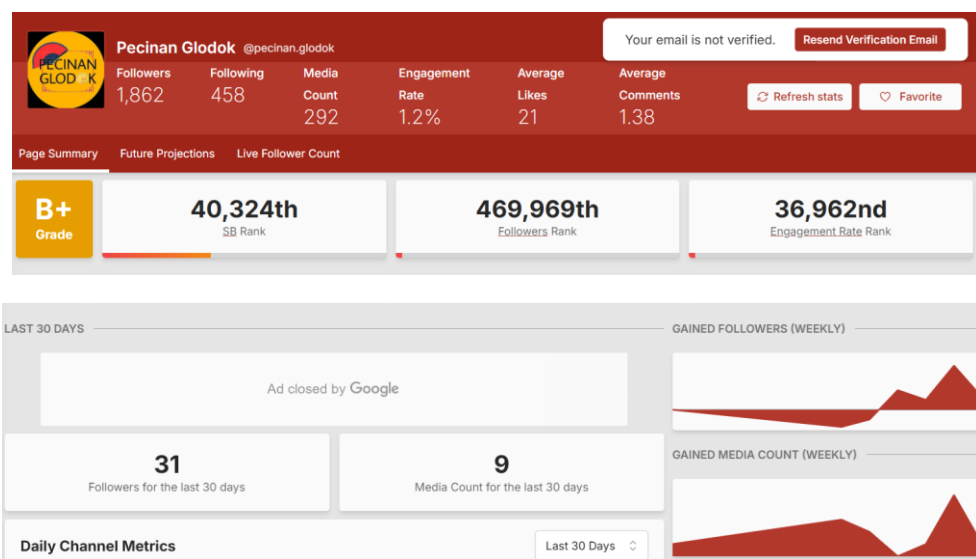 PECINAN
GLODOK
Pecinan Glodok @pecinan.glodok
Your email is not verified. Resend Verification Email
Followers
1,862
Following
458
Media
Count
292
Engagement
Rate
1.2%
Average
Likes
21
Average
Comments
1.38
Refresh stats
Favorite
Page Summary Future Projections Live Follower Count
B+
Grade
40,324th
SB Rank
469,969th
Followers Rank
36,962nd
Engagement Rate Rank
LAST 30 DAYS
Ad closed by Google
31
Followers for the last 30 days
9
Media Count for the last 30 days
Daily Channel Metrics
Last 30 Days
GAINED FOLLOWERS (WEEKLY)
GAINED MEDIA COUNT (WEEKLY)